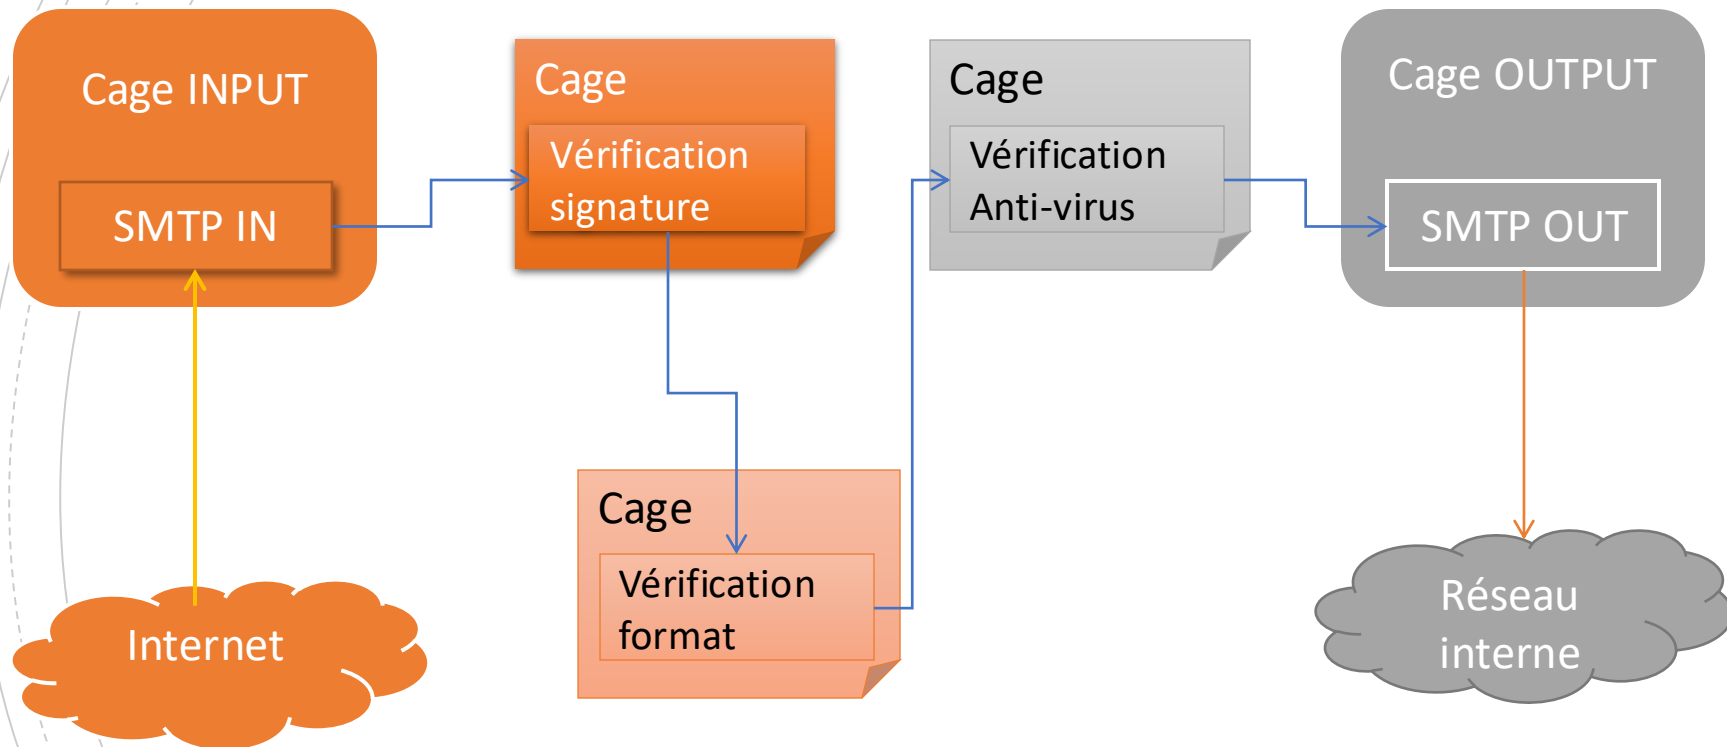 Cage INPUT
SMTP IN
Internet
Cage
Vérification
signature
Cage
Vérification
format
Cage
Vérification
Anti-virus
Cage OUTPUT
SMTP OUT
Réseau
interne